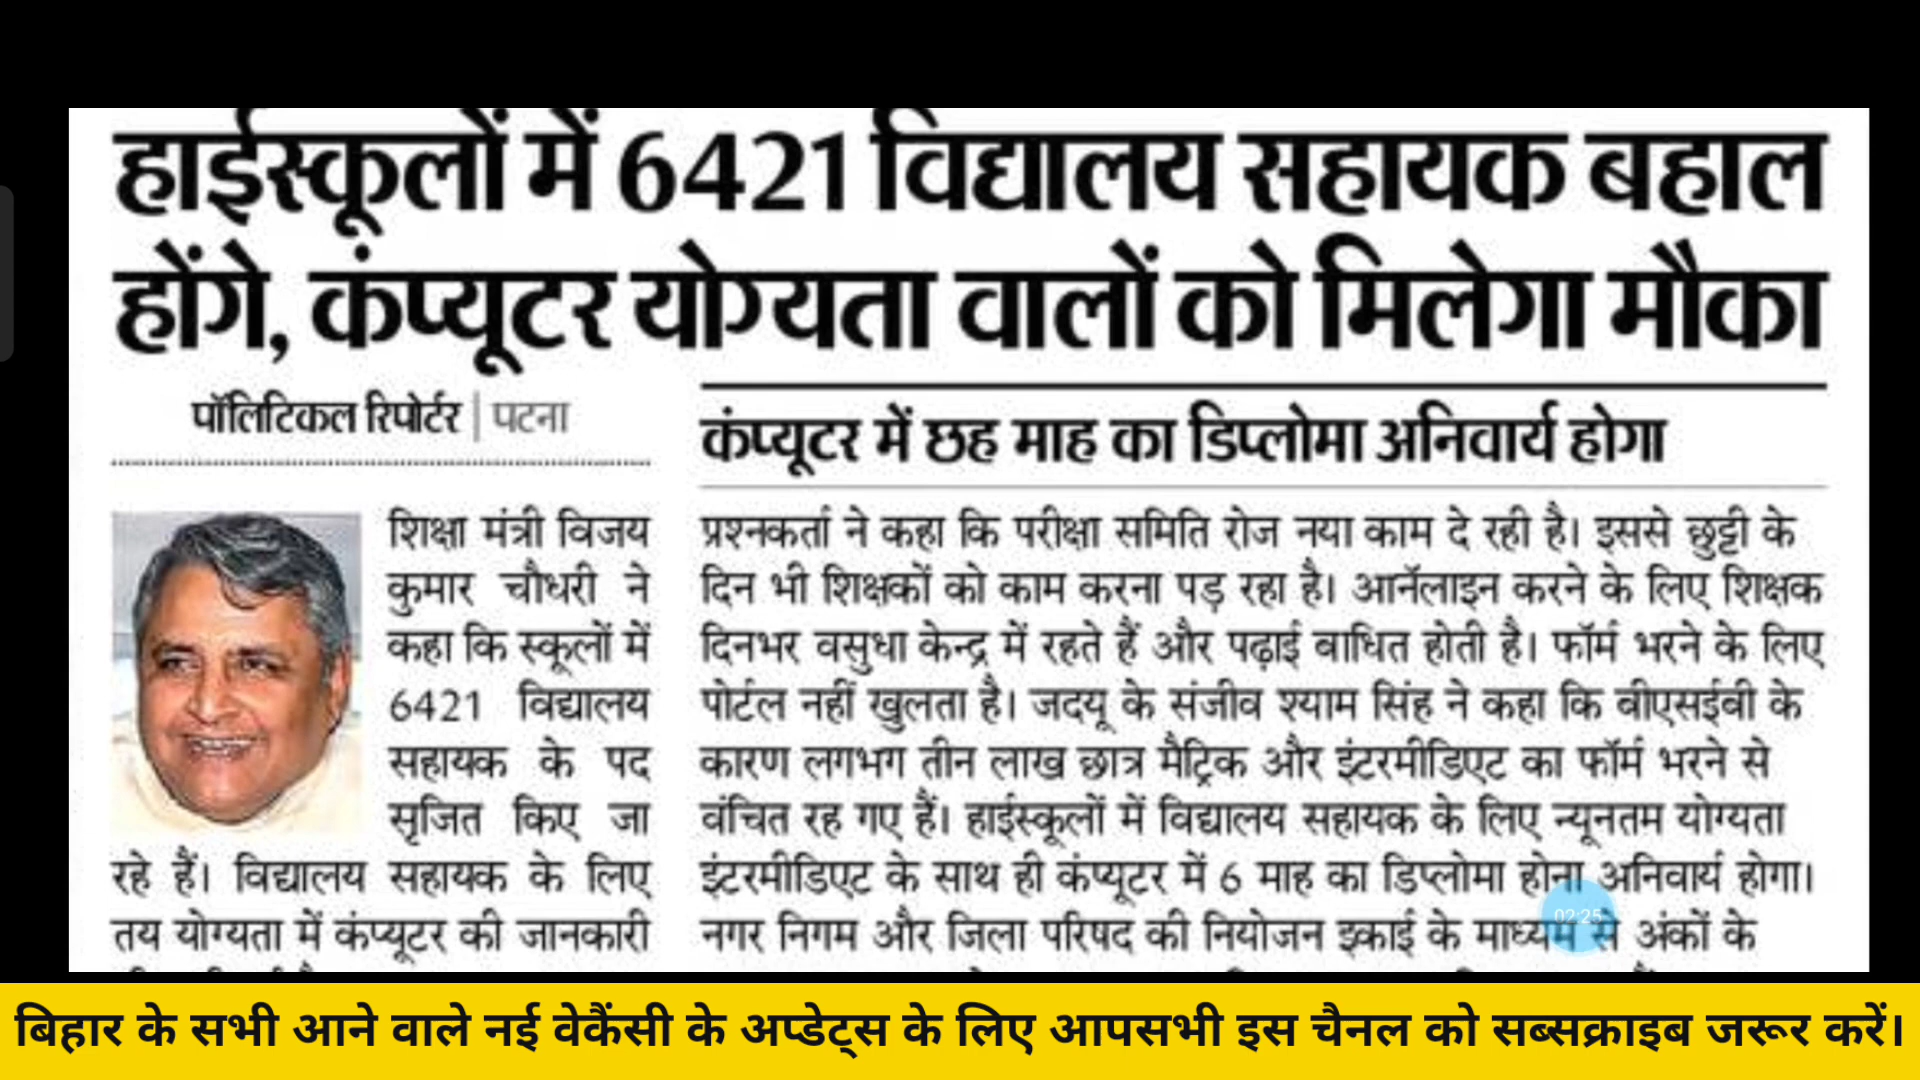 हाईस्कूलों में 6421 विद्यालय सहायक बहाल
होंगे, कंप्यूटर योग्यता वालों को मिलेगा मौका
पॉलिटिकल रिपोर्टर | पटना
शिक्षा मंत्री विजय
कुमार चौधरी ने
कहा कि स्कूलों में
6421 विद्यालय
सहायक के पद
सृजित किए जा
रहे हैं। विद्यालय सहायक के लिए
तय योग्यता में कंप्यूटर की जानकारी
कंप्यूटर में छह माह का डिप्लोमा अनिवार्य होगा
प्रश्नकर्ता ने कहा कि परीक्षा समिति रोज नया काम दे रही है। इससे छुट्टी के
दिन भी शिक्षकों को काम करना पड़ रहा है। आनॅलाइन करने के लिए शिक्षक
दिनभर वसुधा केन्द्र में रहते हैं और पढ़ाई बाधित होती है। फॉर्म भरने के लिए
पोर्टल नहीं खुलता है। जदयू के संजीव श्याम सिंह ने कहा कि बीएसईबी के
कारण लगभग तीन लाख छात्र मैट्रिक और इंटरमीडिएट का फॉर्म भरने से
वंचित रह गए हैं। हाईस्कूलों में विद्यालय सहायक के लिए न्यूनतम योग्यता
इंटरमीडिएट के साथ ही कंप्यूटर में 6 माह का डिप्लोमा होना अनिवार्य होगा।
नगर निगम और जिला परिषद की नियोजन इकाई के माध्यम से अंकों के
02:25
बिहार के सभी आने वाले नई वेकैंसी के अप्डेट्स के लिए आपसभी इस चैनल को सब्सक्राइब जरूर करें।